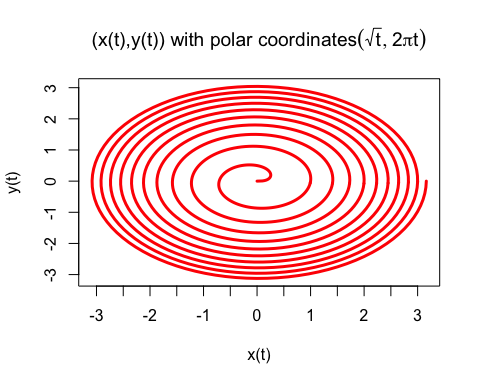 (x(t),y(t)) with polar coordinates(√t, 2πt)
y(t)
3
2
1
0
-1
-2
-3
-3 -2 -1 0 1 2 3
x(t)